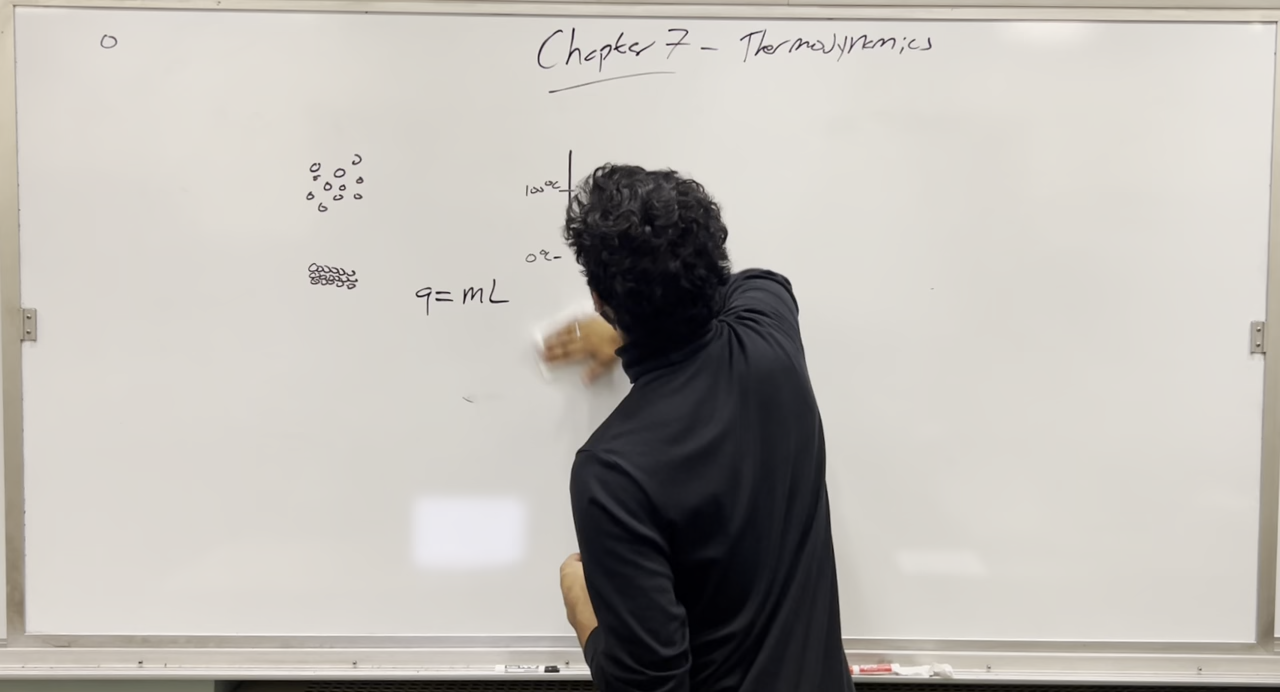 Chapter 7 - Thermodynamics
100°C
0°C
q = mL